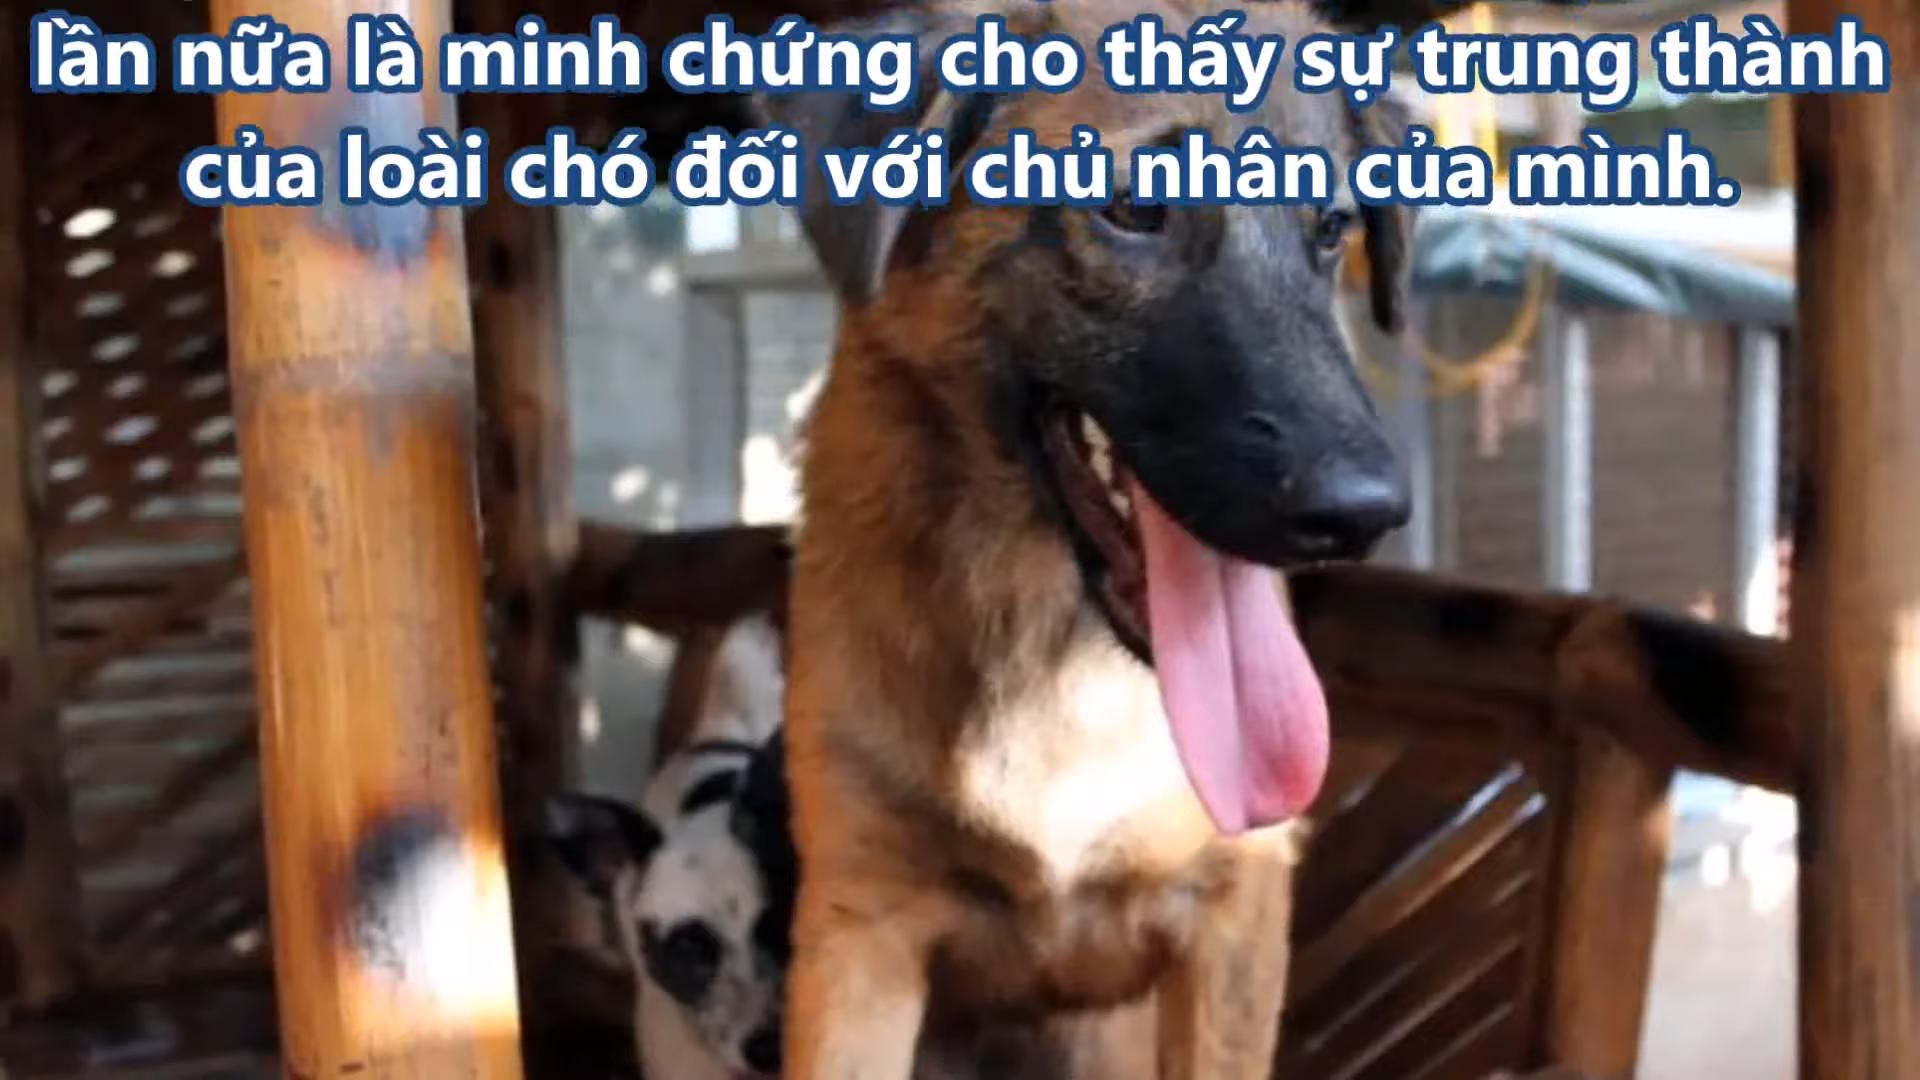 lần nữa là minh chứng cho thấy sự trung thành
của loài chó đối với chủ nhân của mình.